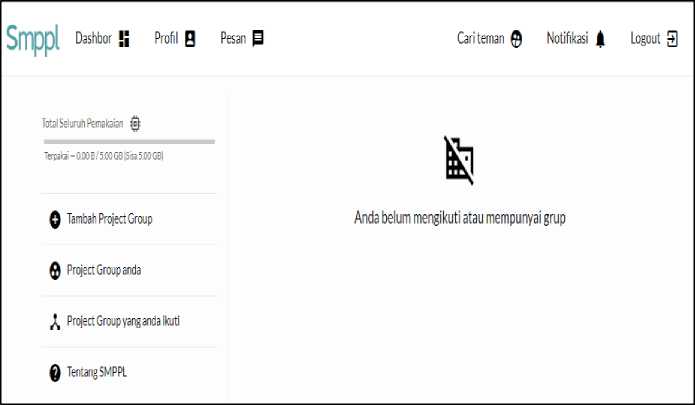 Smppl
Dashbor
Profil
Pesan
Cari teman
Notifikasi
Logout
Total Seluruh Pemakaian
Terpakai — 0.00 B / 5.00 GB (Sisa 5.00 GB)
Tambah Project Group
Project Group anda
Project Group yang anda ikuti
Tentang SMPPL
Anda belum mengikuti atau mempunyai grup